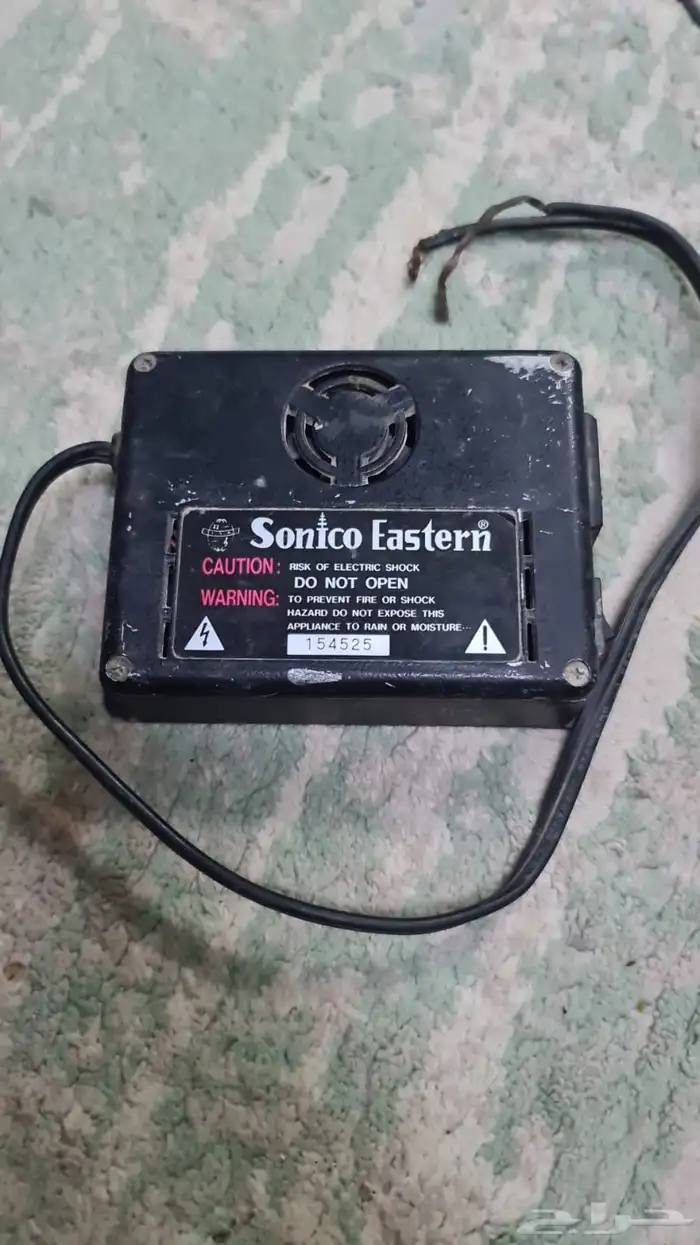 Sonico Eastern®
CAUTION: RISK OF ELECTRIC SHOCK
DO NOT OPEN
WARNING: TO PREVENT FIRE OR SHOCK
HAZARD DO NOT EXPOSE THIS
APPLIANCE TO RAIN OR MOISTURE...
154525
حراج